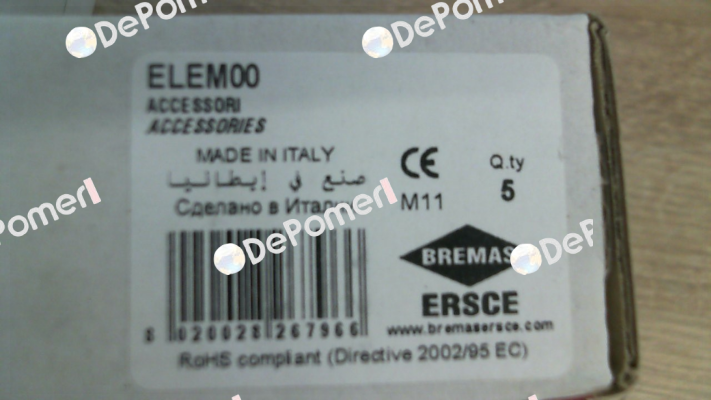 DePomerl
DePomerl
ELEM00
ACCESSORI
ACCESSORIES
MADE IN ITALY
صنع في إيطاليا
CE
Q.ty
Сделано в
M11
5
DePomerl
DePomerl
DePomerl
BREMAS
ERSCE
www.bremasersce.com
8 020028 267966
RoHS compliant (Directive 2002/95 EC)